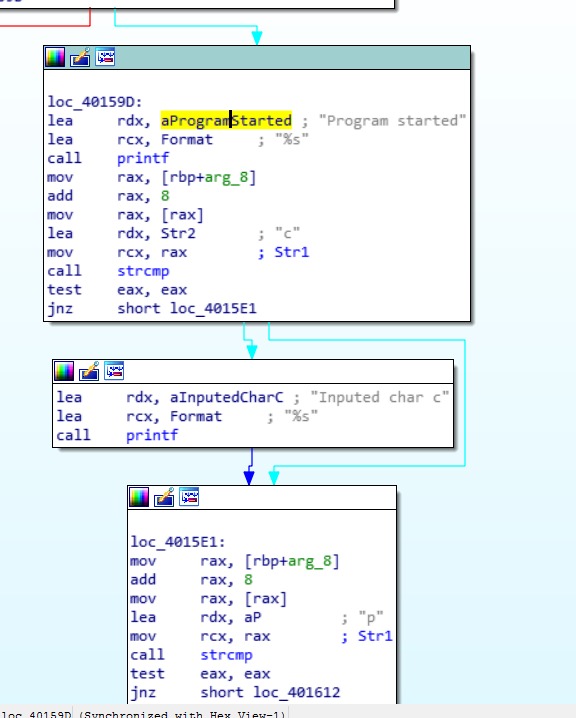 loc_40159D:
lea rdx, aProgramStarted ; "Program started"
lea rcx, Format ; "%s"
call printf
mov rax, [rbp+arg_8]
add rax, 8
mov rax, [rax]
lea rdx, Str2 ; "c"
mov rcx, rax ; Str1
call strcmp
test eax, eax
jnz short loc_4015E1
lea rdx, aInputedCharC ; "Inputed char c"
lea rcx, Format ; "%s"
call printf
loc_4015E1:
mov rax, [rbp+arg_8]
add rax, 8
mov rax, [rax]
lea rdx, aP ; "p"
mov rcx, rax ; Str1
call strcmp
test eax, eax
jnz short loc_401612
loc_40159D (Synchronized with Hex View-1)